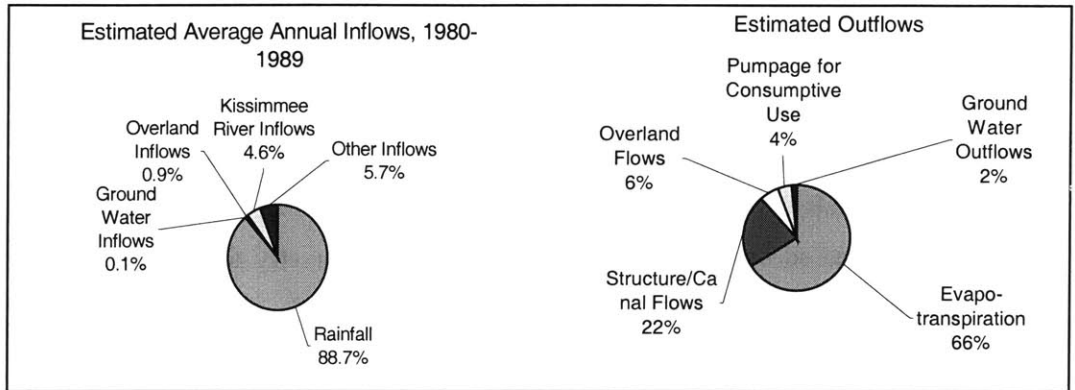 Estimated Average Annual Inflows, 1980-
1989
Kissimmee
River Inflows
4.6%
Overland
Inflows
0.9%
Other Inflows
5.7%
Ground
Water
Inflows
0.1%
Rainfall
88.7%
Estimated Outflows
Pumpage for
Consumptive
Use
4%
Ground
Water
Outflows
2%
Overland
Flows
6%
Structure/Ca
nal Flows
22%
Evapo-
transpiration
66%